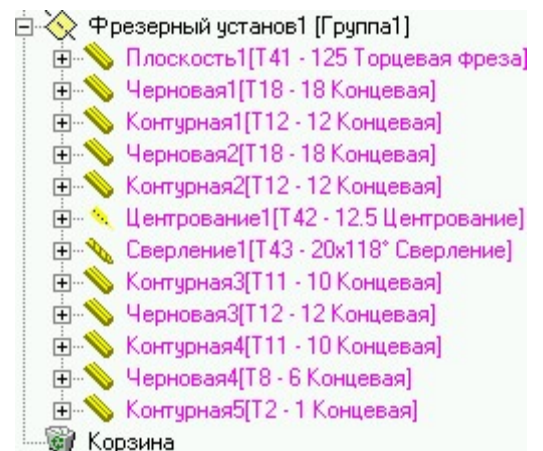 Фрезерный установ1 [Группа1]
Плоскость1[T41 - 125 Торцевая фреза]
Черновая1[T18 - 18 Концевая]
Контурная1[T12 - 12 Концевая]
Черновая2[T18 - 18 Концевая]
Контурная2[T12 - 12 Концевая]
Центрование1[T42 - 12.5 Центрование]
Сверление1[T43 - 20x118° Сверление]
Контурная3[T11 - 10 Концевая]
Черновая3[T12 - 12 Концевая]
Контурная4[T11 - 10 Концевая]
Черновая4[T8 - 6 Концевая]
Контурная5[T2 - 1 Концевая]
Корзина